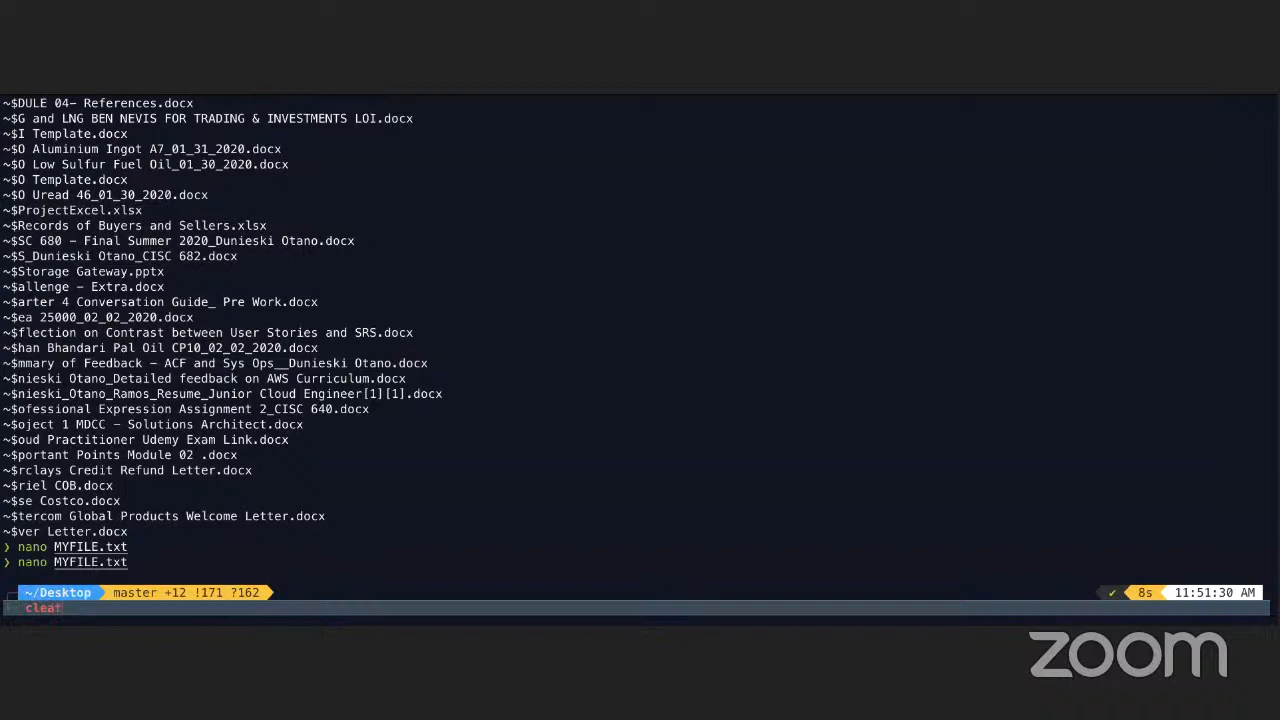 ~$DULE 04- References.docx
~$G and LNG BEN NEVIS FOR TRADING & INVESTMENTS LOI.docx
~$I Template.docx
~$O Aluminium Ingot A7_01_31_2020.docx
~$O Low Sulfur Fuel Oil_01_30_2020.docx
~$O Template.docx
~$O Uread 46_01_30_2020.docx
~$ProjectExcel.xlsx
~$Records of Buyers and Sellers.xlsx
~$SC 680 - Final Summer 2020_Dunieski Otano.docx
~$S_Dunieski Otano_CISC 682.docx
~$Storage Gateway.pptx
~$allenge - Extra.docx
~$arter 4 Conversation Guide_ Pre Work.docx
~$ea 25000_02_02_2020.docx
~$flection on Contrast between User Stories and SRS.docx
~$han Bhandari Pal Oil CP10_02_02_2020.docx
~$mmary of Feedback - ACF and Sys Ops__Dunieski Otano.docx
~$nieski Otano_Detailed feedback on AWS Curriculum.docx
~$nieski_Otano_Ramos_Resume_Junior Cloud Engineer[1][1].docx
~$ofessional Expression Assignment 2_CISC 640.docx
~$oject 1 MDCC - Solutions Architect.docx
~$oud Practitioner Udemy Exam Link.docx
~$portant Points Module 02 .docx
~$rclays Credit Refund Letter.docx
~$riel COB.docx
~$se Costco.docx
~$tercom Global Products Welcome Letter.docx
~$ver Letter.docx
❯ nano MYFILE.txt
❯ nano MYFILE.txt
~/Desktop master +12 !171 ?162 ✔ 8s 11:51:30 AM
cleat
zoom